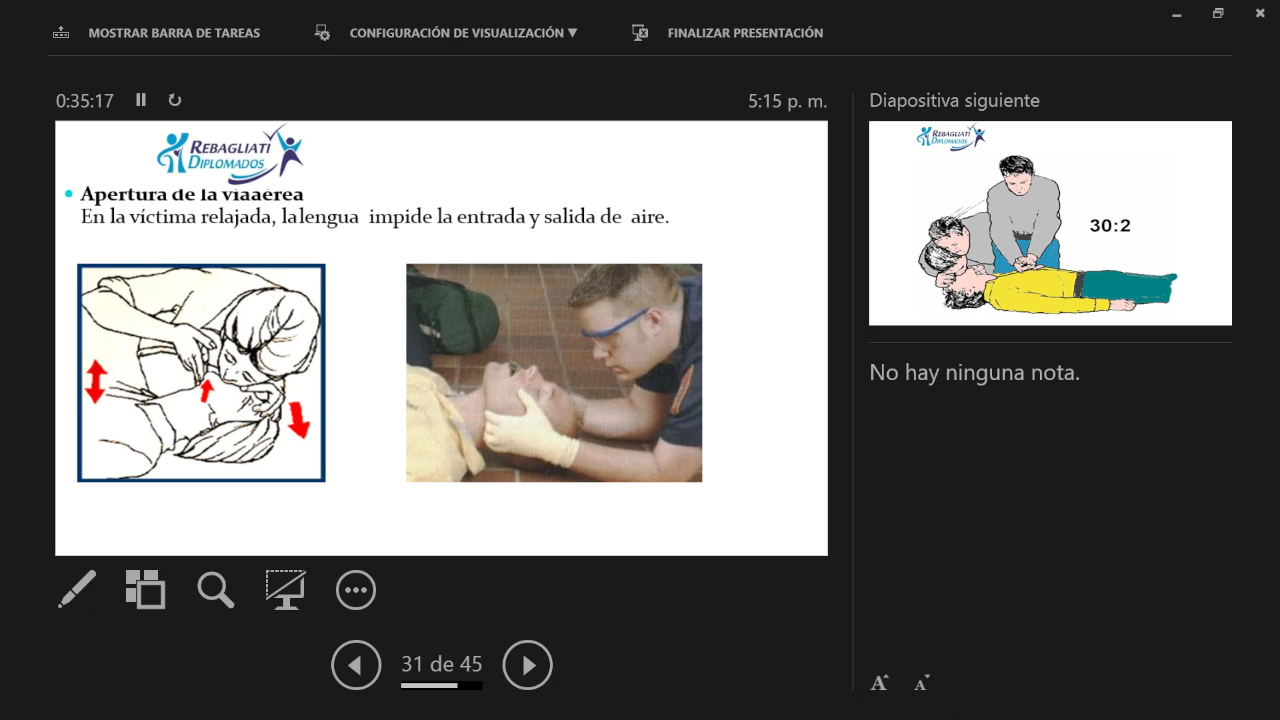 MOSTRAR BARRA DE TAREAS
CONFIGURACIÓN DE VISUALIZACIÓN ▼
FINALIZAR PRESENTACIÓN
0:35:17
5:15 p. m.
Diapositiva siguiente
REBAGLIATI
DIPLOMADOS
Apertura de la víaaérea
En la víctima relajada, lalengua impide la entrada y salida de aire.
REBAGLIATI
DIPLOMADOS
30:2
No hay ninguna nota.
31 de 45
A A